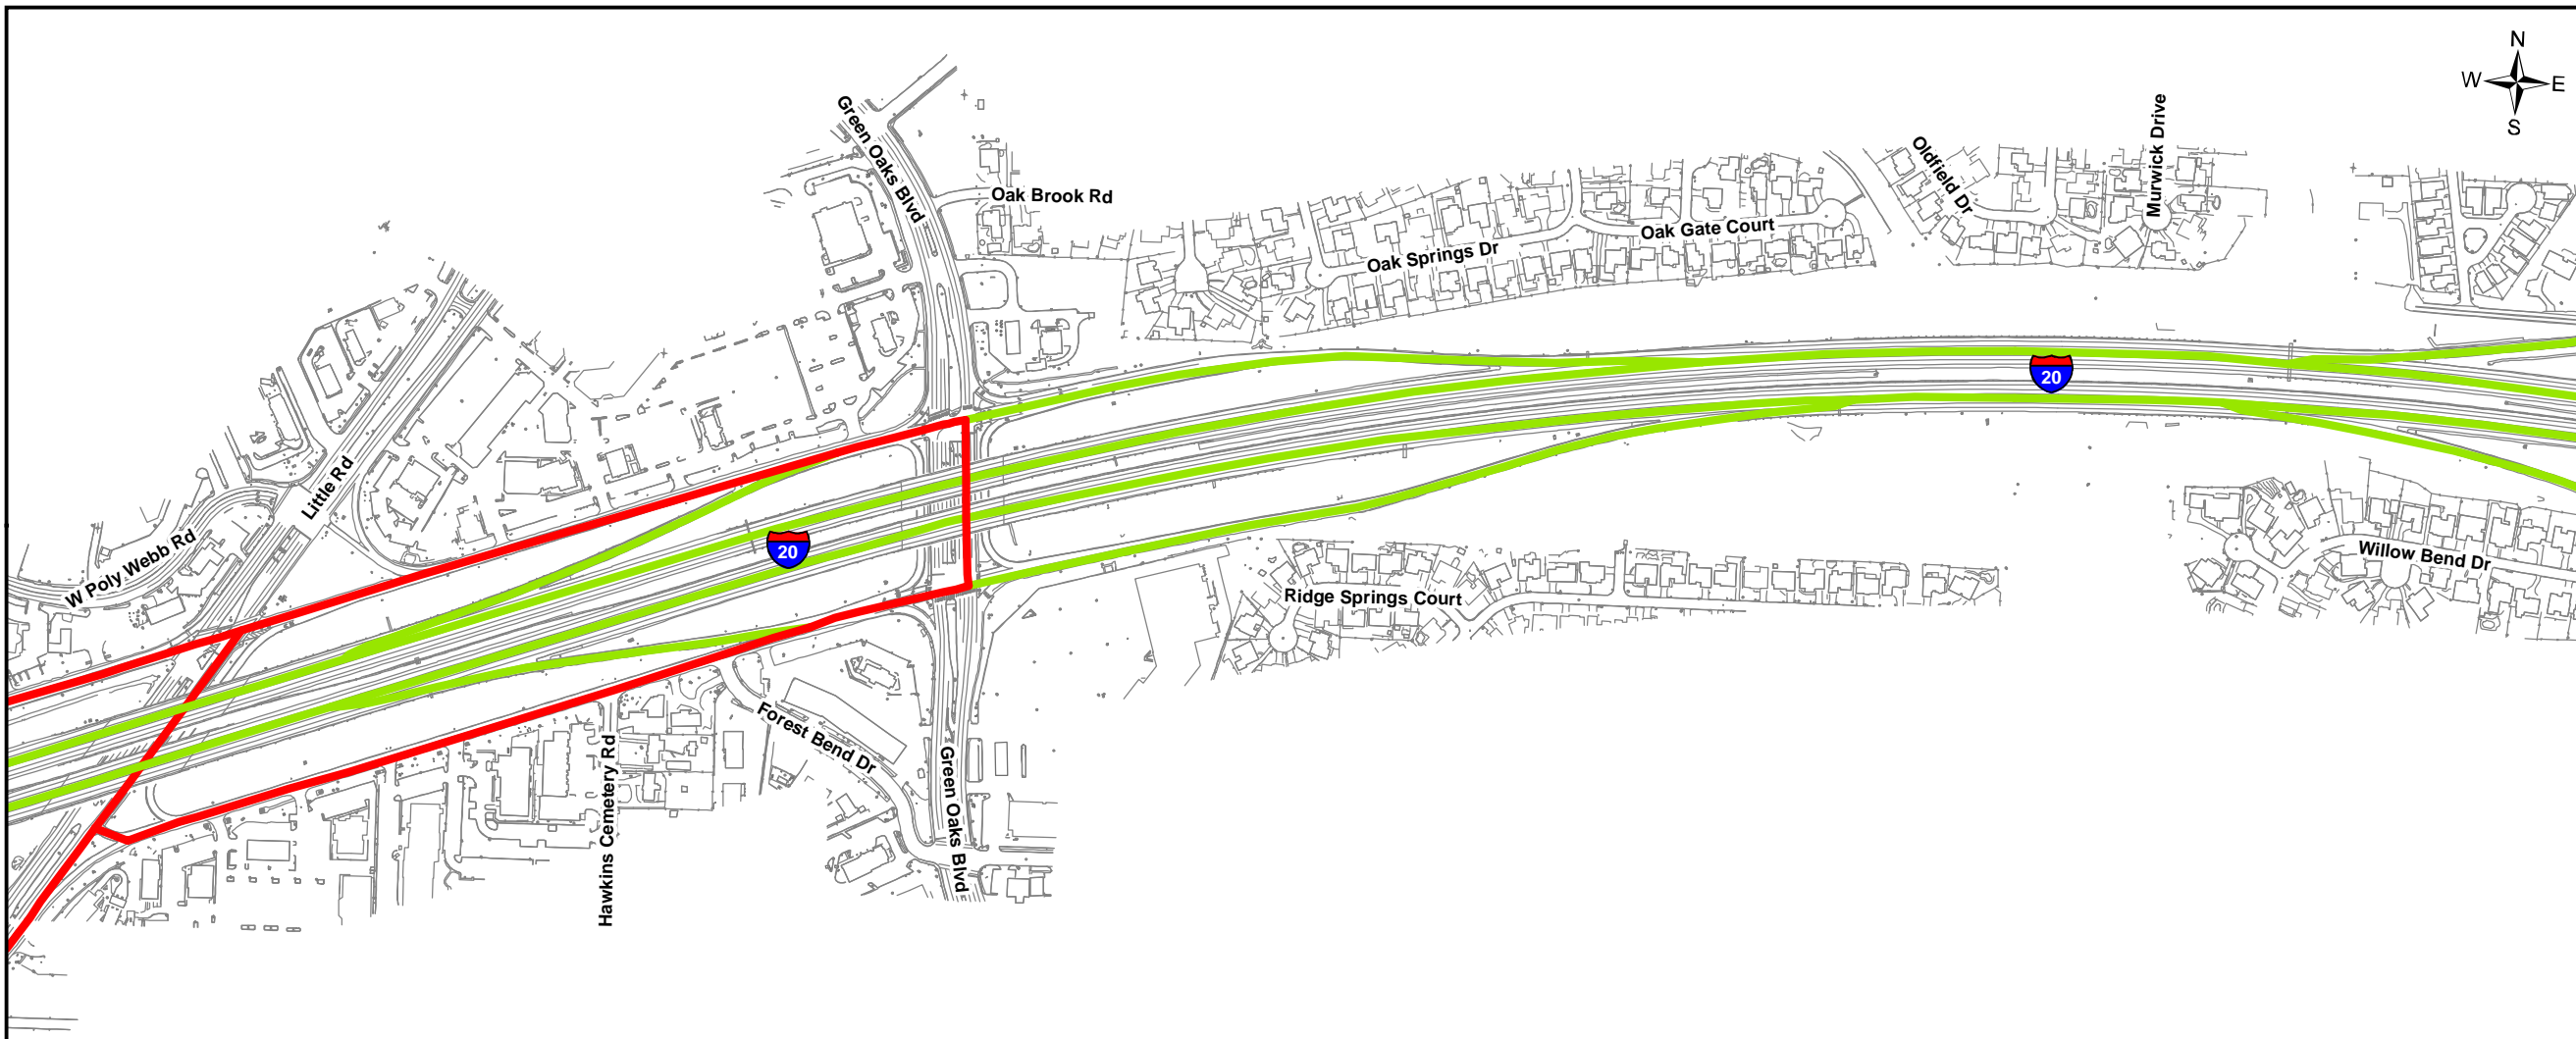 N
W E
S
Green Oaks Blvd
Oak Brook Rd
Oak Springs Dr
Oak Gate Court
Oldfield Dr
Murwick Drive
20
Little Rd
W Poly Webb Rd
20
Ridge Springs Court
Willow Bend Dr
Forest Bend Dr
Hawkins Cemetery Rd
Green Oaks Blvd